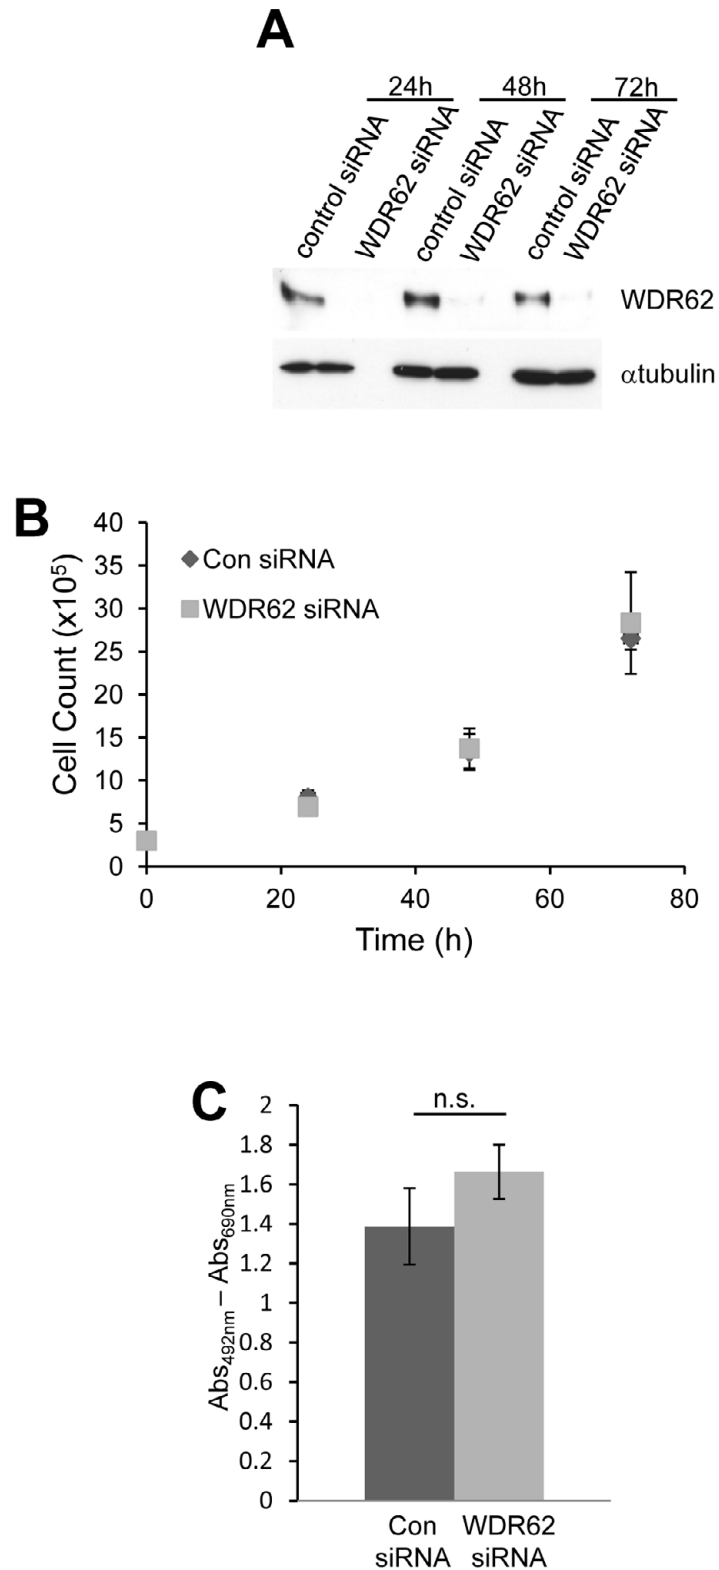 A
24h 48h 72h
control siRNA WDR62 siRNA control siRNA WDR62 siRNA control siRNA WDR62 siRNA
WDR62
αtubulin
B
40
35
30
25
20
15
10
5
0
Cell Count (x10⁵)
Con siRNA
WDR62 siRNA
0 20 40 60 80
Time (h)
C
n.s.
2
1.8
1.6
1.4
1.2
1
0.8
0.6
0.4
0.2
0
Abs492nm – Abs690nm
Con siRNA
WDR62 siRNA